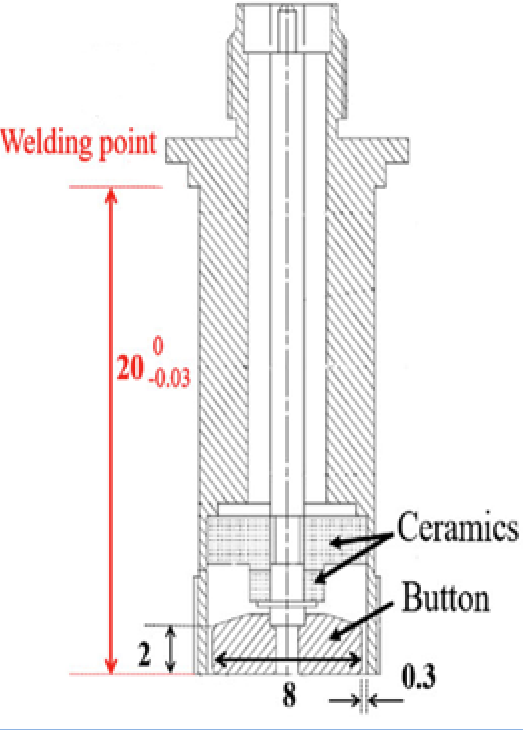 Welding point
20 0 -0.03
Ceramics
Button
2
0.3
8